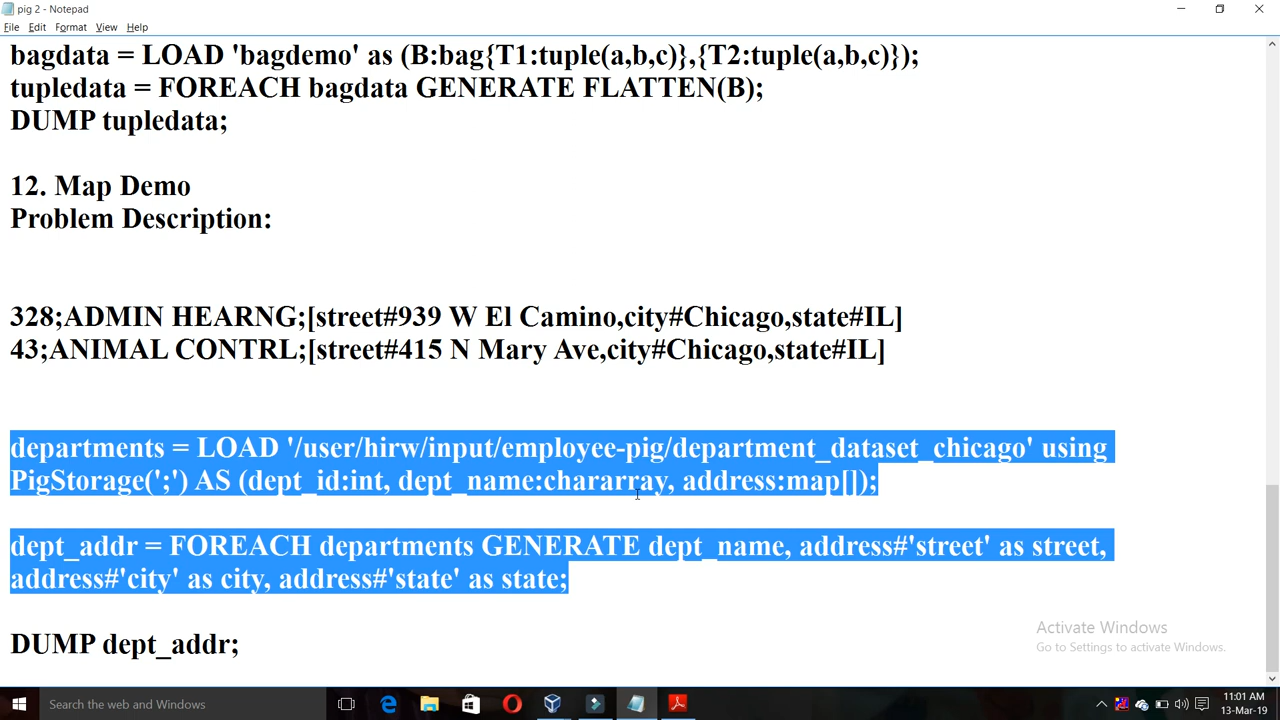 pig 2 - Notepad
File Edit Format View Help
bagdata = LOAD 'bagdemo' as (B:bag{T1:tuple(a,b,c)},{T2:tuple(a,b,c)});
tupledata = FOREACH bagdata GENERATE FLATTEN(B);
DUMP tupledata;
12. Map Demo
Problem Description:
328;ADMIN HEARNG;[street#939 W El Camino,city#Chicago,state#IL]
43;ANIMAL CONTRL;[street#415 N Mary Ave,city#Chicago,state#IL]
departments = LOAD '/user/hirw/input/employee-pig/department_dataset_chicago' using
PigStorage(';') AS (dept_id:int, dept_name:chararray, address:map[]);
dept_addr = FOREACH departments GENERATE dept_name, address#'street' as street,
address#'city' as city, address#'state' as state;
DUMP dept_addr;
Activate Windows
Go to Settings to activate Windows.
Search the web and Windows
11:01 AM
13-Mar-19